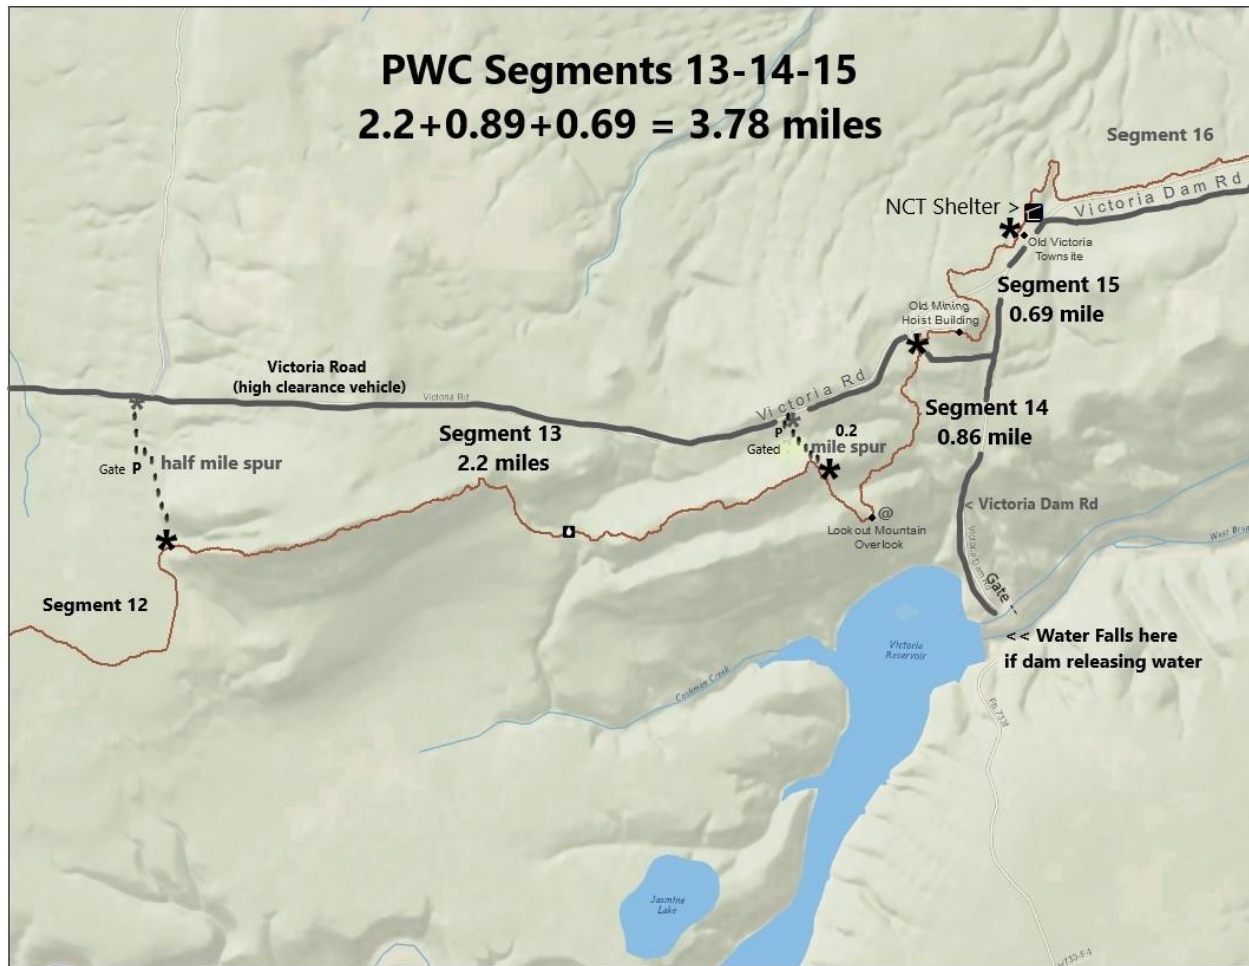 PWC Segments 13-14-15
2.2+0.89+0.69 = 3.78 miles
Segment 16
Victoria Dam Rd
NCT Shelter >
Old Victoria
Townsite
Segment 15
0.69 mile
Old Mining
Hoist Building
Victoria Road
(high clearance vehicle)
Victoria Rd
Victoria Rd
Segment 14
0.86 mile
Segment 13
2.2 miles
P
Gated
0.2
mile spur
Gate P
half mile spur
@
Lookout Mountain
Overlook
< Victoria Dam Rd
Victoria Dam Rd
West Bran
Gate
Segment 12
<< Water Falls here
if dam releasing water
Victoria
Reservoir
Cushman Creek
Jasmine
Lake